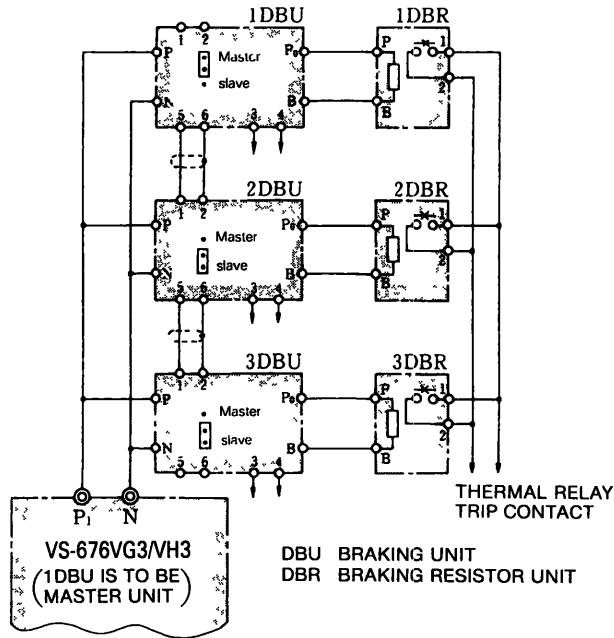 1DBU 1DBR
1 2
P Master P₀ P 1
slave 2
N B B
5 6 3 4
2DBU 2DBR
1 2
P Master P₀ P 1
slave 2
N B B
5 6 3 4
3DBU 3DBR
1 2
P Master P₀ P 1
slave 2
N B B
5 6 3 4
P₁ N
THERMAL RELAY
TRIP CONTACT
VS-676VG3/VH3
(1DBU IS TO BE
MASTER UNIT)
DBU BRAKING UNIT
DBR BRAKING RESISTOR UNIT